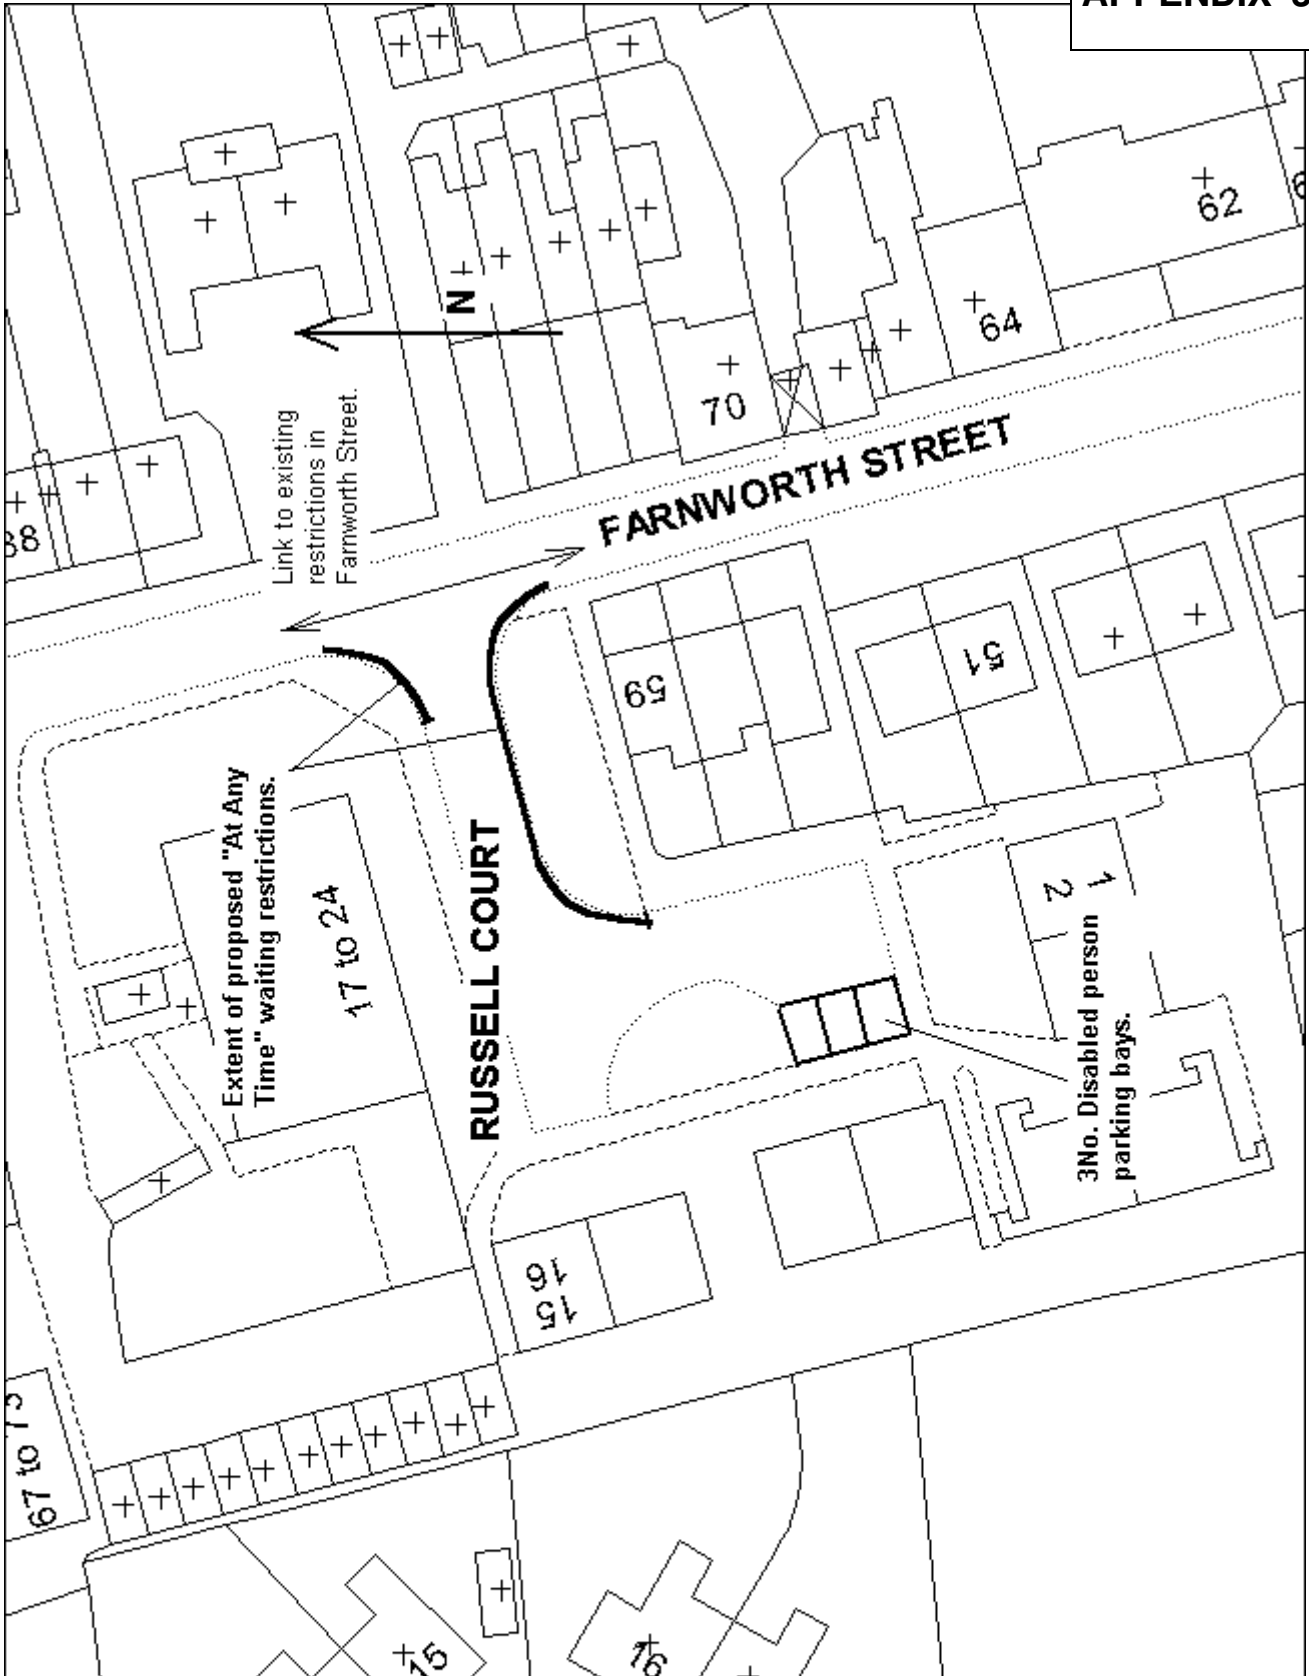 APPENDIX
88
62
64
70
N
Link to existing
restrictions in
Farnworth Street.
FARNWORTH STREET
59
51
Extent of proposed "At Any
Time" waiting restrictions.
17 to 24
RUSSELL COURT
1
2
3No. Disabled person
parking bays.
16
15
67 to
15
16